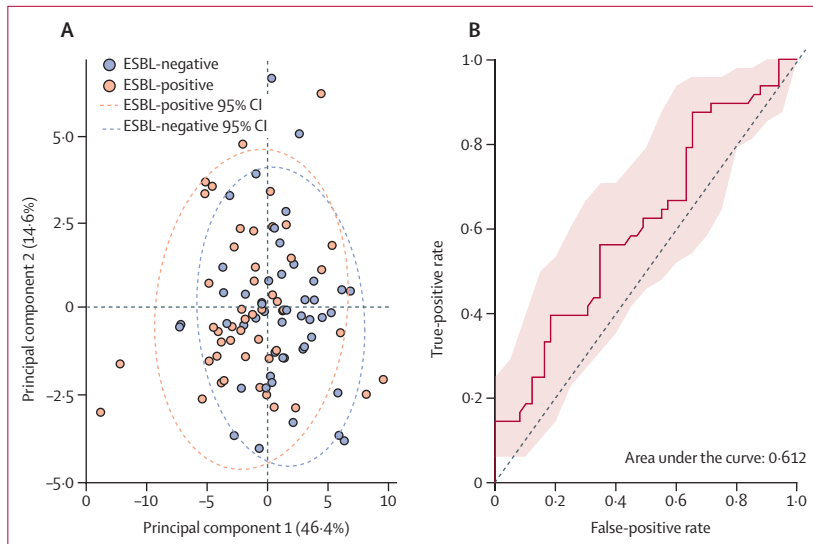 A
ESBL-negative
ESBL-positive
ESBL-positive 95% CI
ESBL-negative 95% CI
5·0
2·5
0
–2·5
–5·0
Principal component 2 (14·6%)
0
–10
–5
0
5
10
Principal component 1 (46·4%)
B
1·0
0·8
0·6
0·4
0·2
0
True-positive rate
Area under the curve: 0·612
0
0·2
0·4
0·6
0·8
1·0
False-positive rate